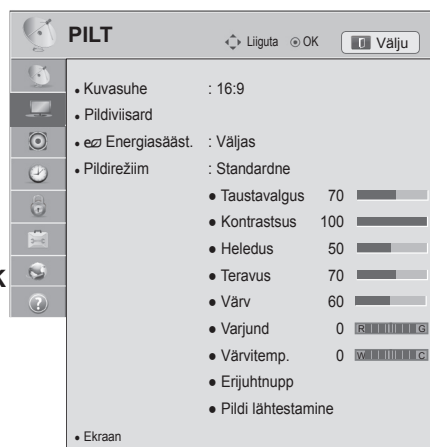 PILT
Liiguta
OK
Välju
• Kuvasuhe : 16:9
• Pildiviisard
• Energiasääst. : Väljas
• Pildirežiim : Standardne
• Taustavalgus 70
• Kontrastsus 100
• Heledus 50
• Teravus 70
• Värv 60
• Varjund 0 R G
• Värvitemp. 0 W C
• Erijuhtnupp
• Pildi lähtestamine
• Ekraan
K